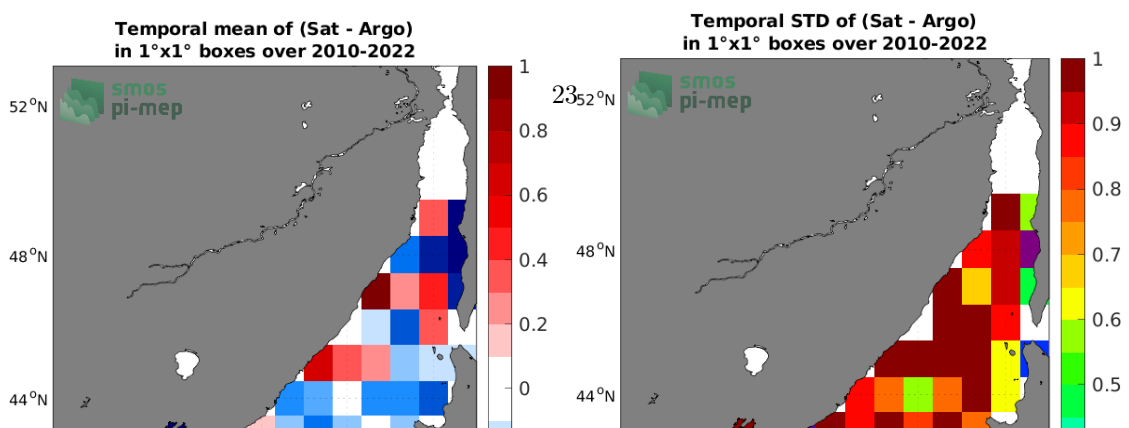 Temporal mean of (Sat - Argo)
in 1°x1° boxes over 2010-2022
smos
pi-mep
52°N
48°N
44°N
1
0.8
0.6
0.4
0.2
0
23
Temporal STD of (Sat - Argo)
in 1°x1° boxes over 2010-2022
smos
pi-mep
52°N
48°N
44°N
1
0.9
0.8
0.7
0.6
0.5